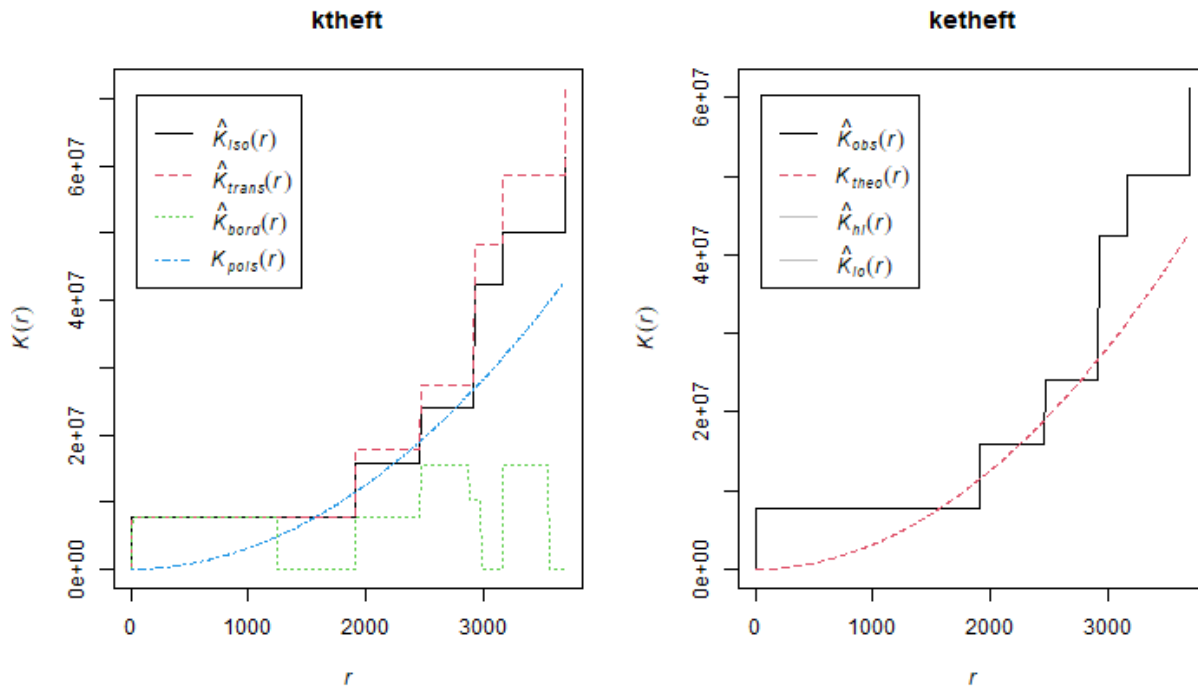 ktheft
K̂iso(r)
K̂trans(r)
K̂bord(r)
Kpois(r)
K(r)
0e+00 2e+07 4e+07 6e+07
0 1000 2000 3000
r
ketheft
K̂obs(r)
Ktheo(r)
K̂hi(r)
K̂lo(r)
K(r)
0e+00 2e+07 4e+07 6e+07
0 1000 2000 3000
r